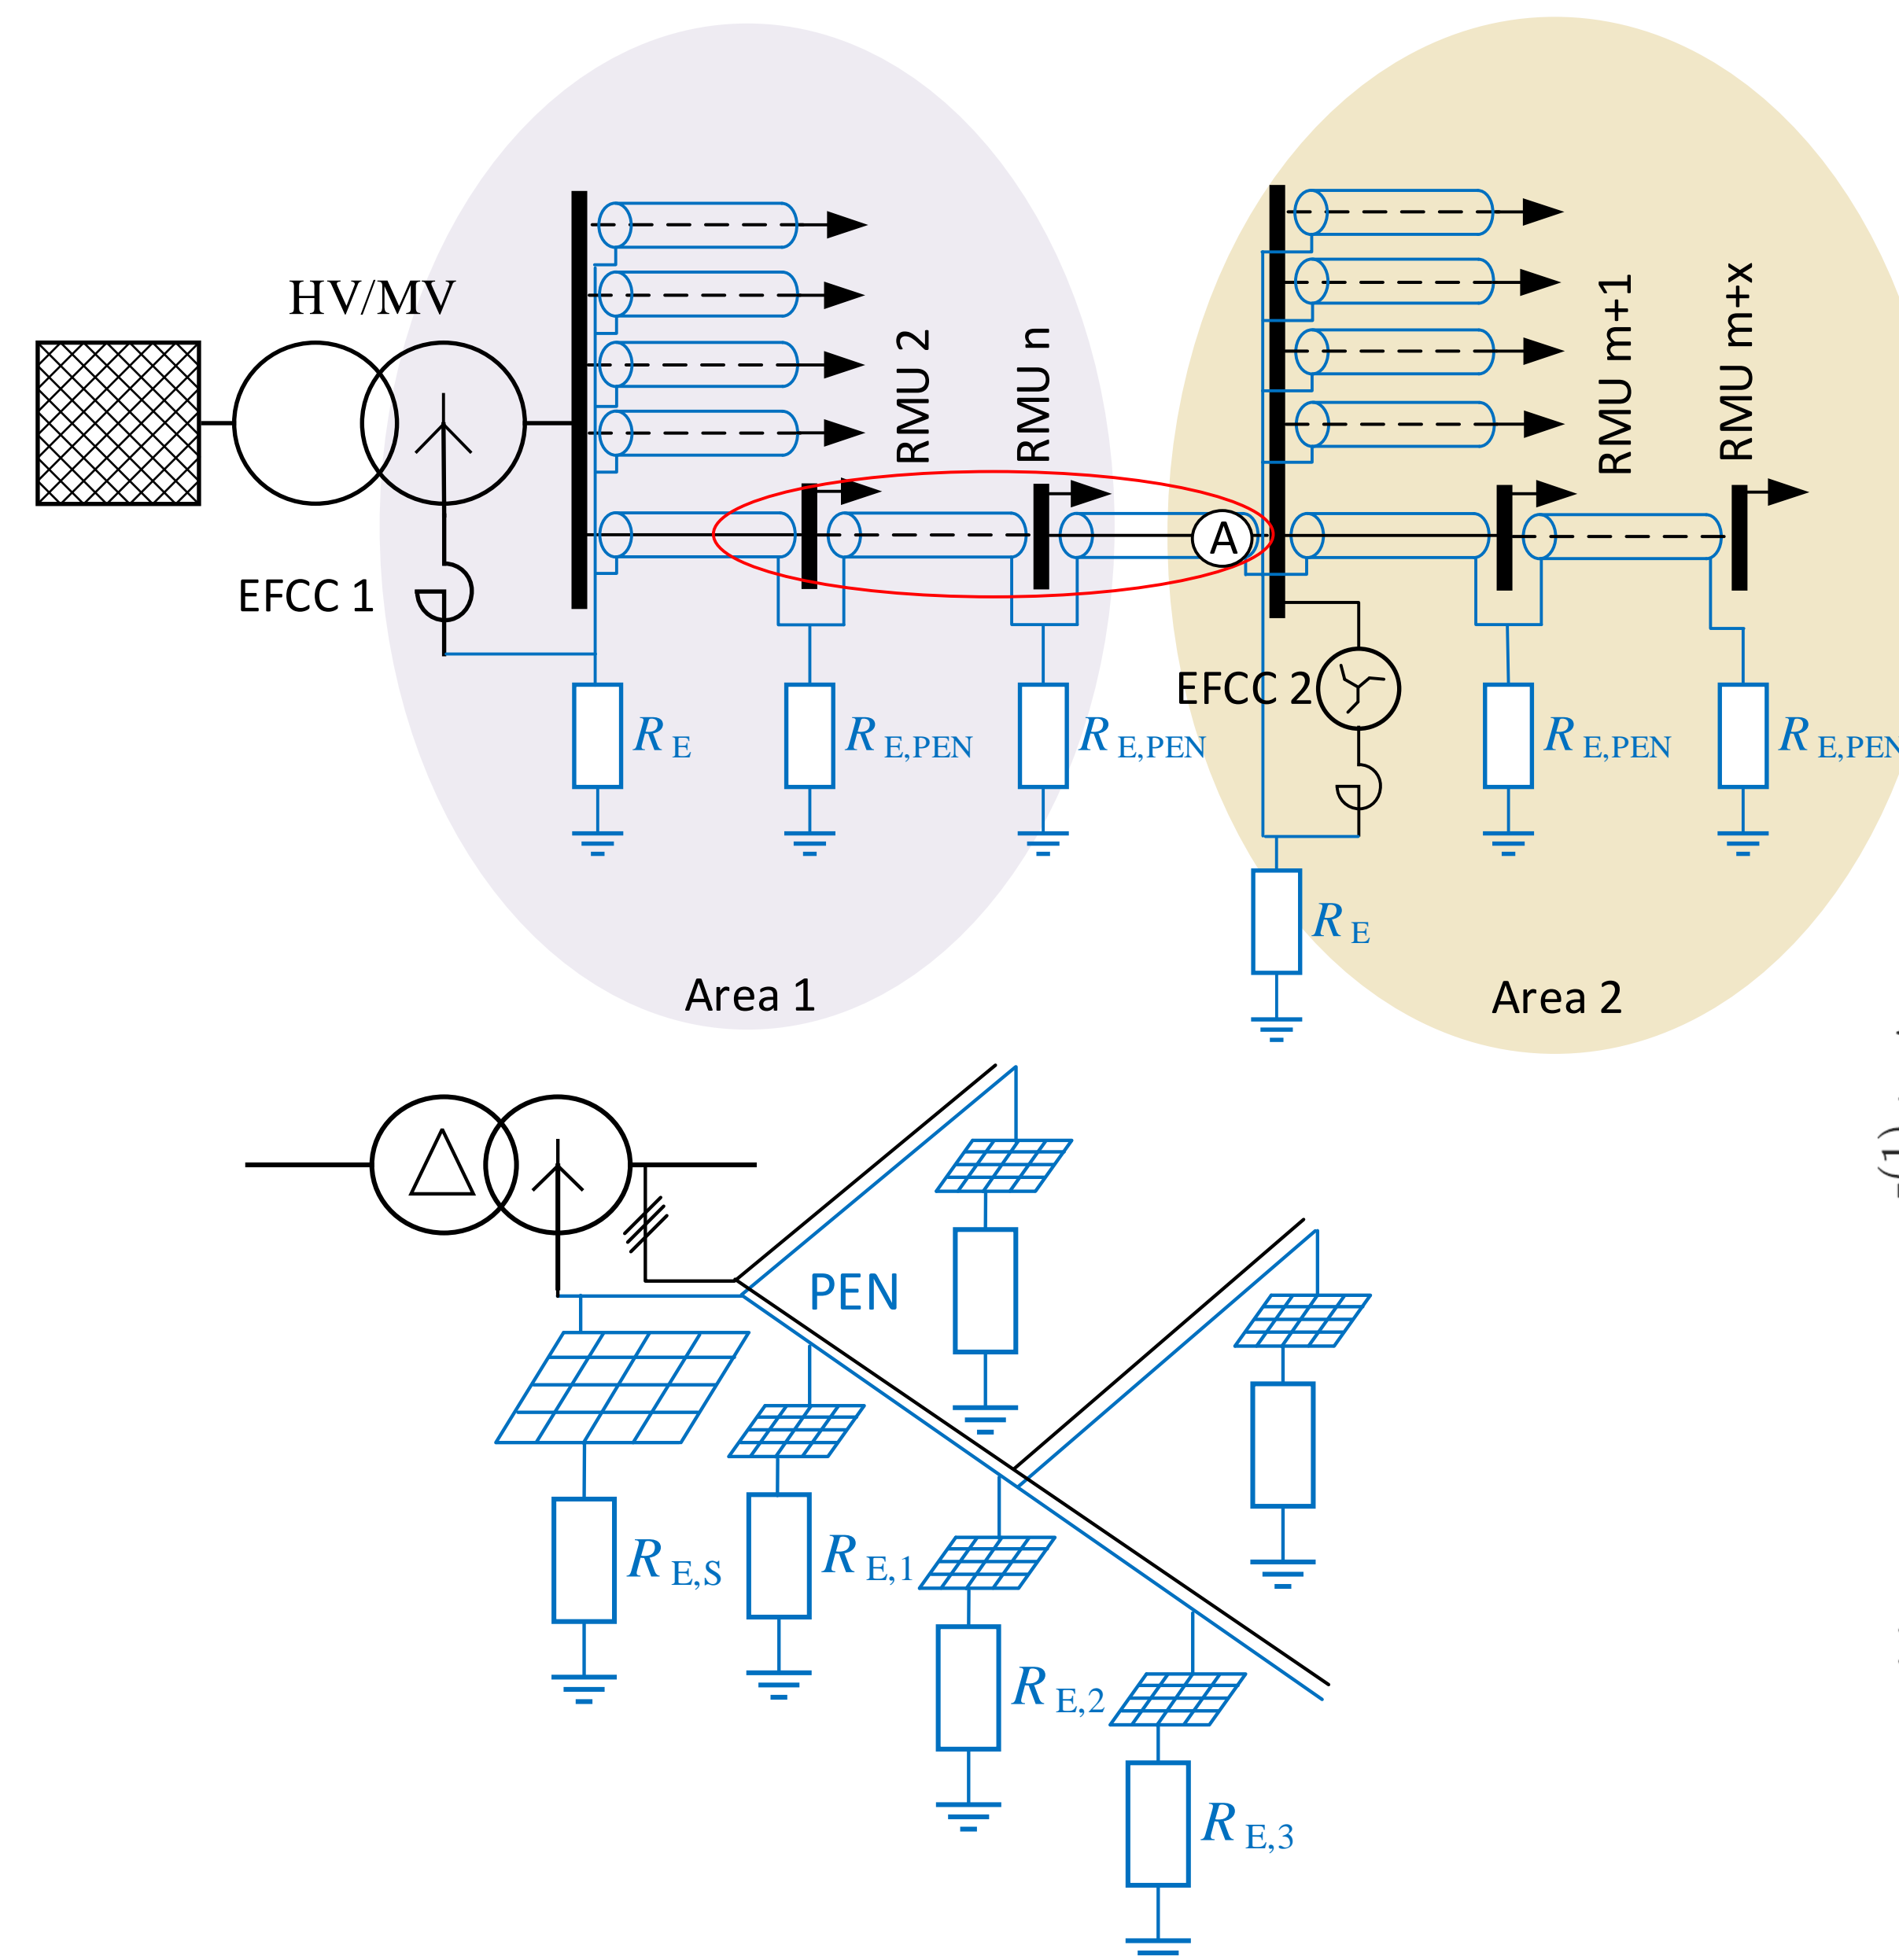 HV/MV
RMU 2
RMU n
RMU m+1
RMU m+x
A
EFCC 1
EFCC 2
R E
R E,PEN
R E,PEN
R E,PEN
R E,PEN
R E
Area 1
Area 2
PEN
R E,S
R E,1
R E,2
R E,3